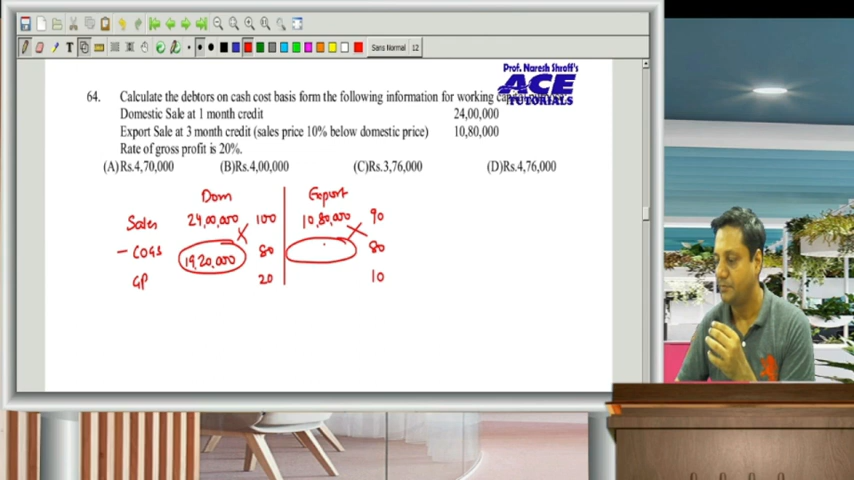 Sans Normal 12
Prof. Naresh Shroff's
ACE
TUTORIALS
64. Calculate the debtors on cash cost basis form the following information for working
Domestic Sale at 1 month credit 24,00,000
Export Sale at 3 month credit (sales price 10% below domestic price) 10,80,000
Rate of gross profit is 20%.
(A)Rs.4,70,000 (B)Rs.4,00,000 (C)Rs.3,76,000 (D)Rs.4,76,000
Dom Export
Sales 24,00,000 100 10,80,000 90
- COGS 19,20,000 80 80
GP 20 10